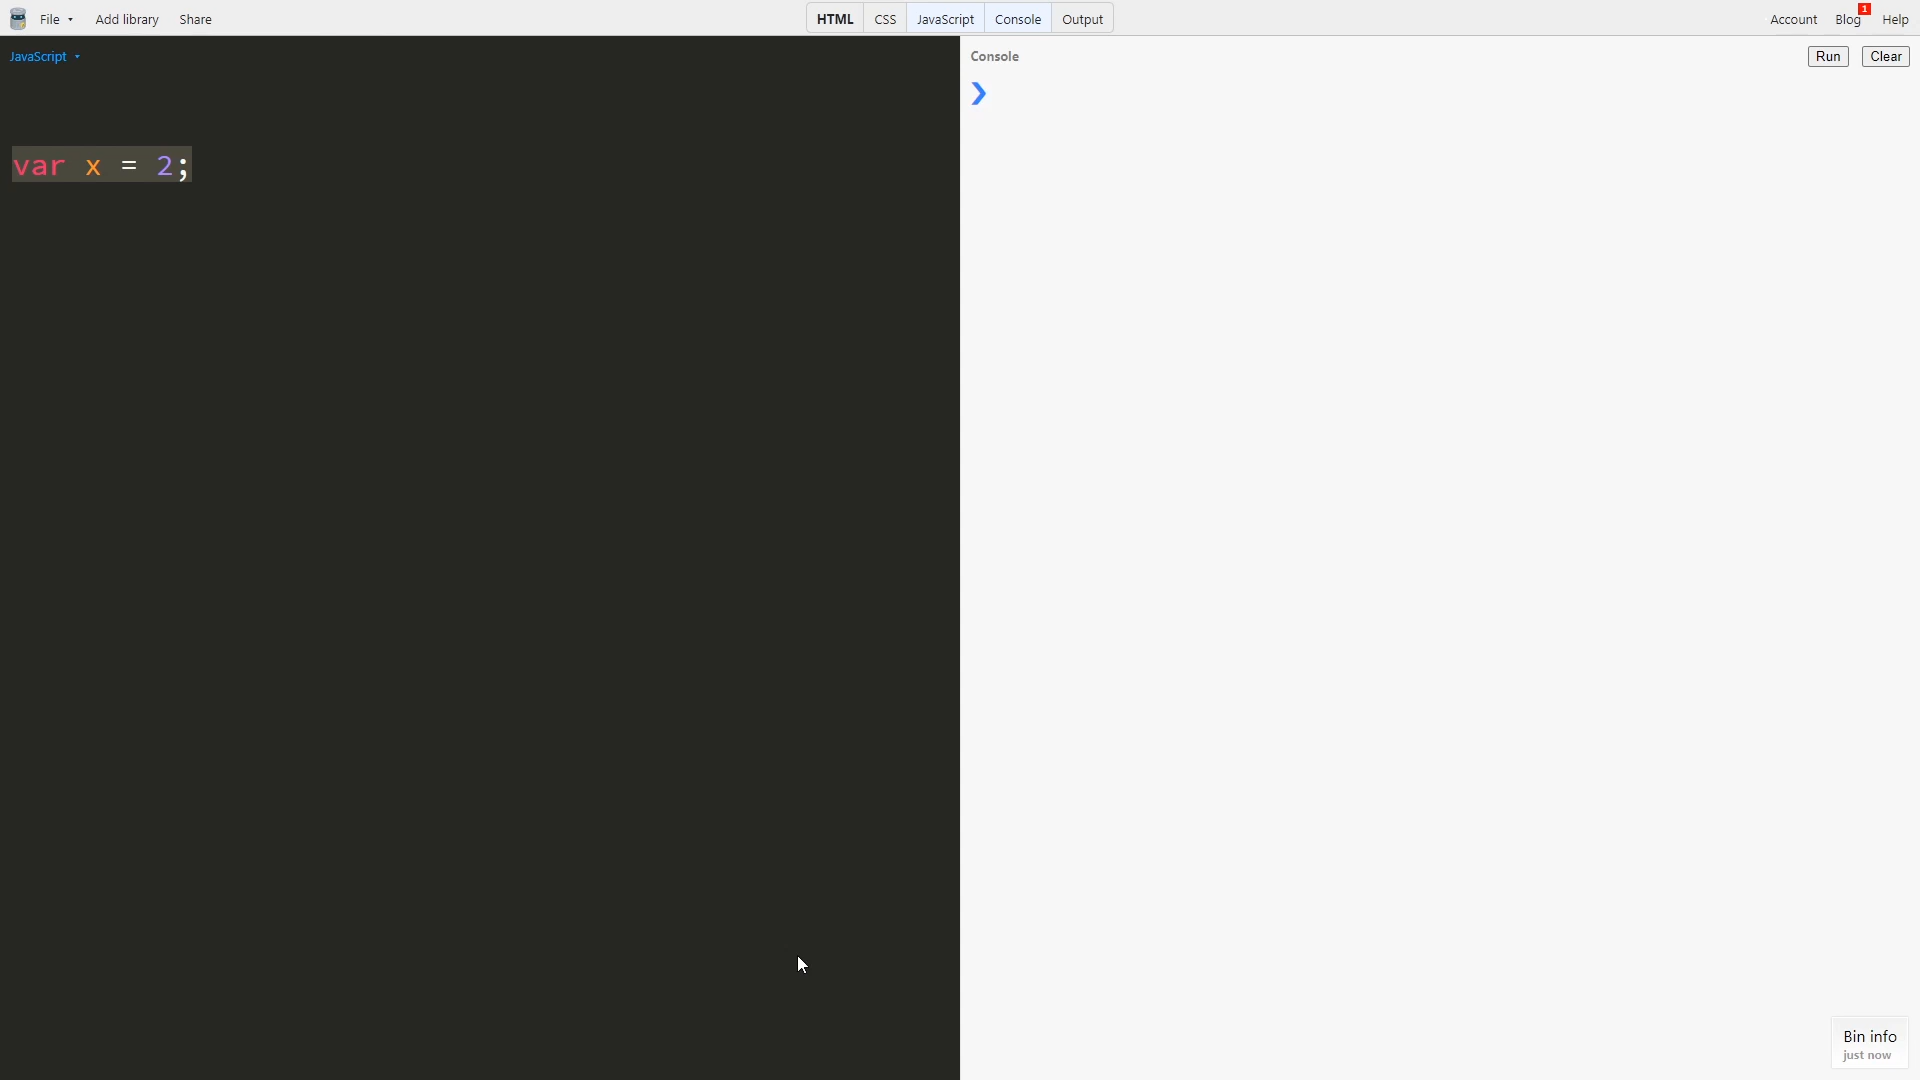 File Add library Share HTML CSS JavaScript Console Output Account Blog 1 Help
JavaScript
Console Run Clear
❯
var x = 2;
Bin info
just now